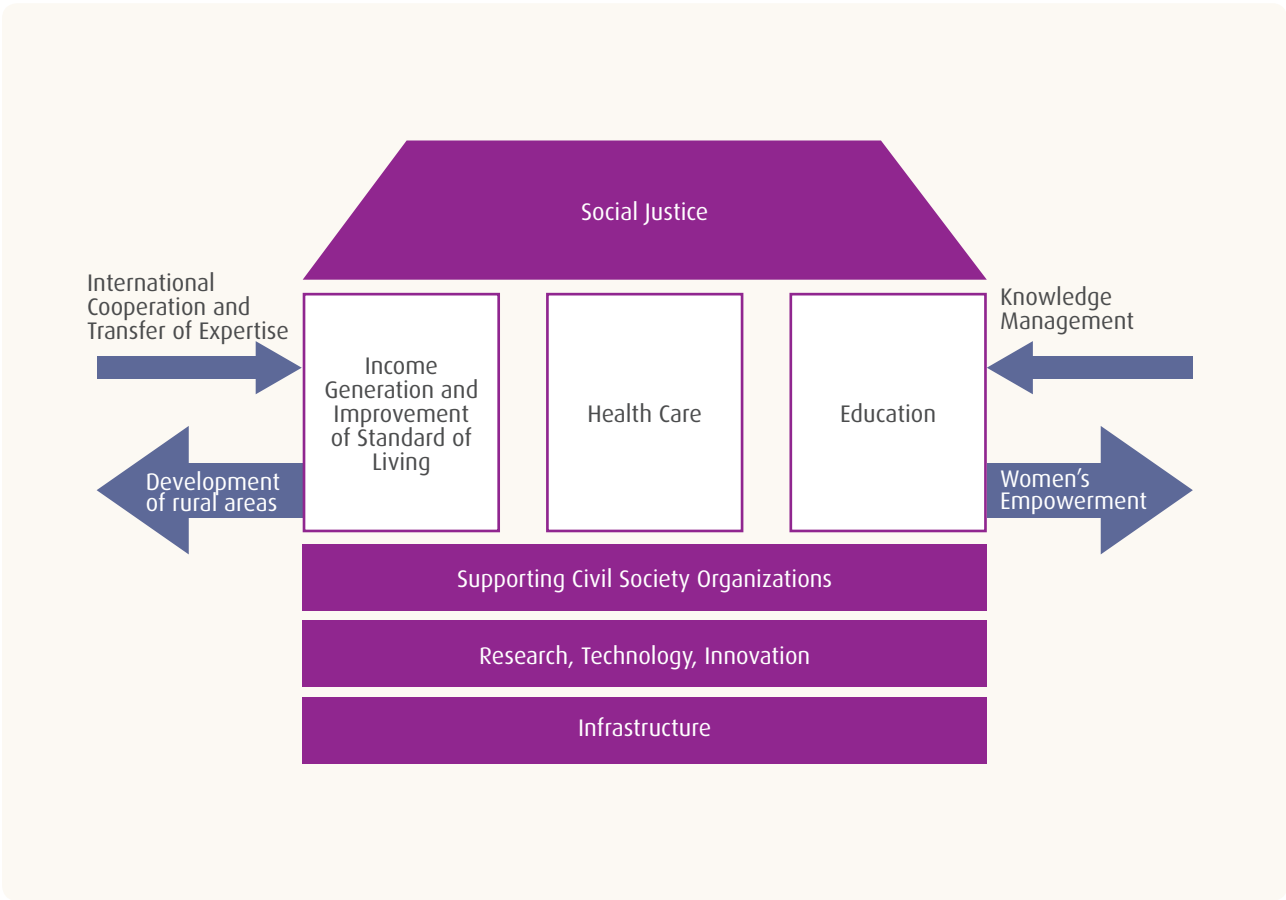 Social Justice
International
Cooperation and
Transfer of Expertise
Knowledge
Management
Income
Generation and
Improvement
of Standard of
Living
Health Care
Education
Development
of rural areas
Women's
Empowerment
Supporting Civil Society Organizations
Research, Technology, Innovation
Infrastructure